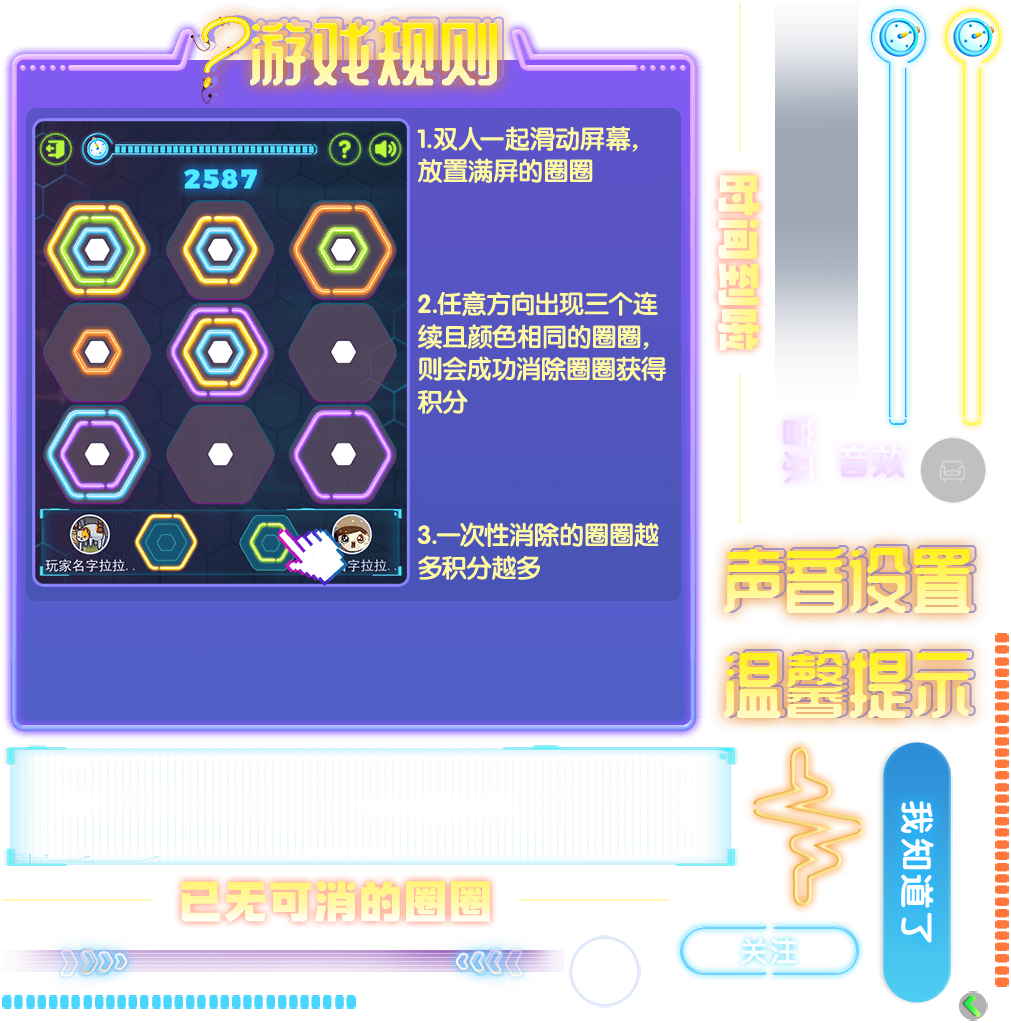 游戏规则
2587
?
1.双人一起滑动屏幕，
放置满屏的圈圈
2.任意方向出现三个连
续且颜色相同的圈圈，
则会成功消除圈圈获得
积分
3.一次性消除的圈圈越
多积分越多
玩家名字拉拉..
字拉拉..
时间到啦
音乐
音效
声音设置
温馨提示
我知道了
已无可消的圈圈
关注